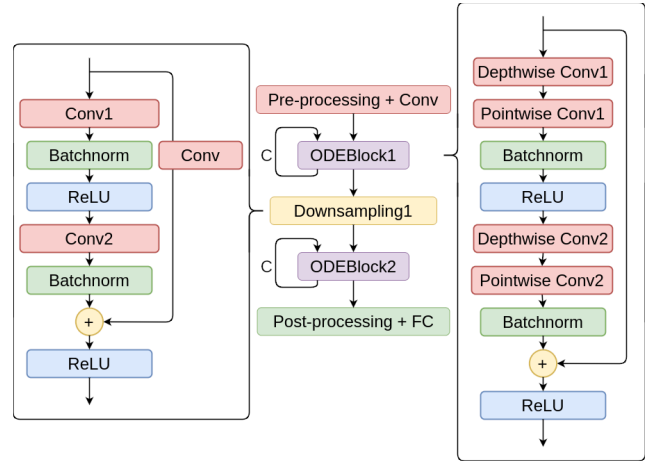 Conv1
Batchnorm
Conv
ReLU
Conv2
Batchnorm
+
ReLU
Pre-processing + Conv
C
ODEBlock1
Downsampling1
C
ODEBlock2
Post-processing + FC
Depthwise Conv1
Pointwise Conv1
Batchnorm
ReLU
Depthwise Conv2
Pointwise Conv2
Batchnorm
+
ReLU